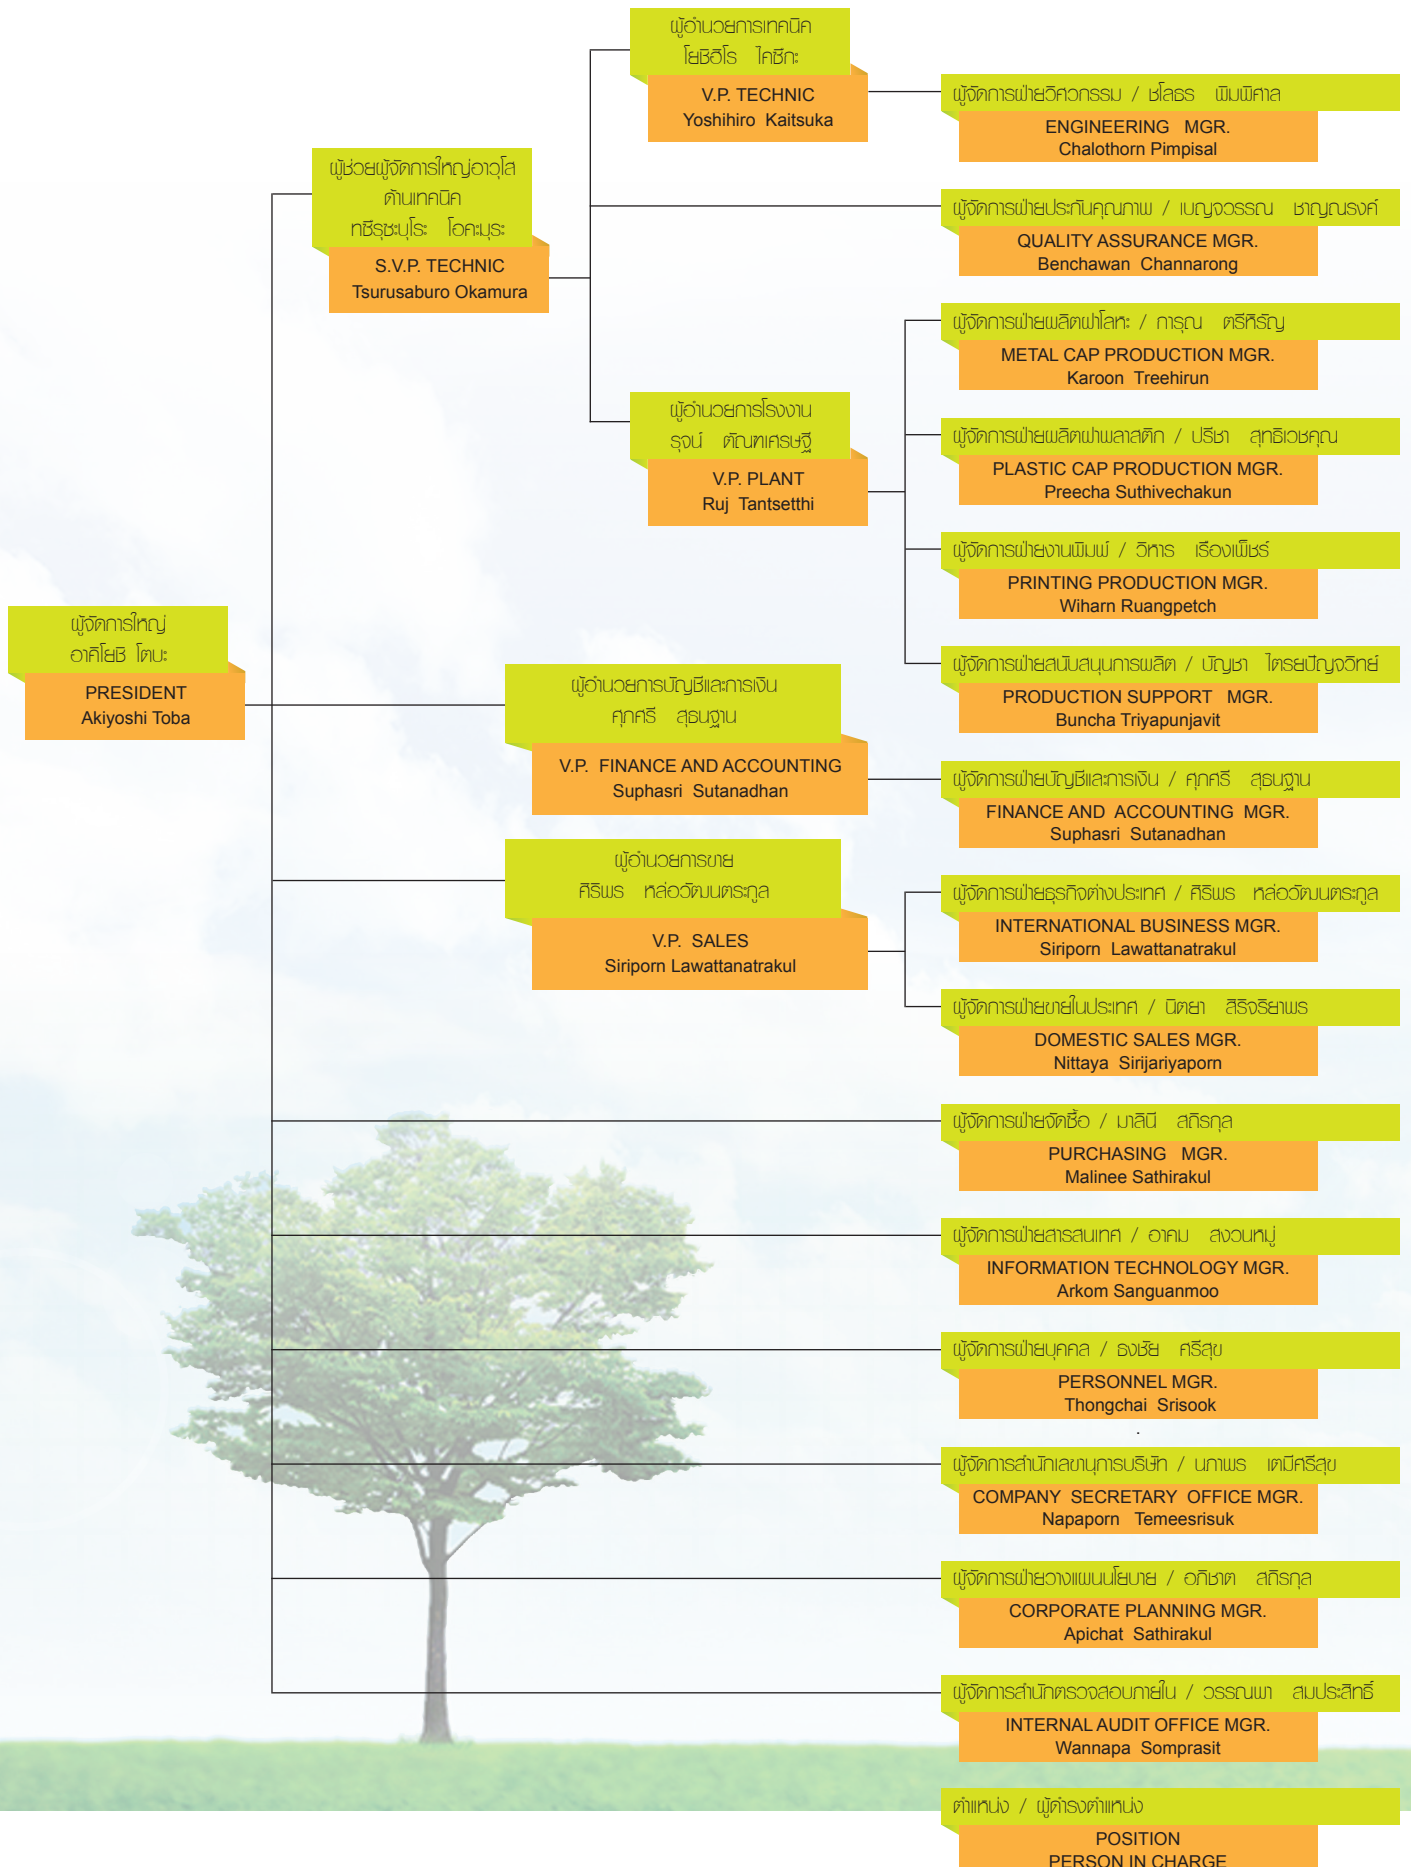 ผู้อำนวยการเทคนิค
โยชิฮิโร ไคซึกะ
V.P. TECHNIC
Yoshihiro Kaitsuka
ผู้จัดการฝ่ายวิศวกรรม / ชโลธร พิมพิศาล
ENGINEERING MGR.
Chalothorn Pimpisal
ผู้ช่วยผู้จัดการใหญ่อาวุโส
ด้านเทคนิค
ทซึรุซะบุโระ โอคะมุระ
S.V.P. TECHNIC
Tsurusaburo Okamura
ผู้จัดการฝ่ายประกันคุณภาพ / เบญจวรรณ ชาญณรงค์
QUALITY ASSURANCE MGR.
Benchawan Channarong
ผู้จัดการฝ่ายผลิตฝาโลหะ / การุณ ตรีหิรัญ
METAL CAP PRODUCTION MGR.
Karoon Treehirun
ผู้อำนวยการโรงงาน
รุจน์ ตัณฑเศรษฐี
V.P. PLANT
Ruj Tantsetthi
ผู้จัดการฝ่ายผลิตฝาพลาสติก / ปรีชา สุทธิเวชคุณ
PLASTIC CAP PRODUCTION MGR.
Preecha Suthivechakun
ผู้จัดการฝ่ายงานพิมพ์ / วิหาร เรืองเพ็ชร์
PRINTING PRODUCTION MGR.
Wiharn Ruangpetch
ผู้จัดการฝ่ายสนับสนุนการผลิต / บัญชา ไตรยปัญจวิทย์
PRODUCTION SUPPORT MGR.
Buncha Triyapunjavit
ผู้จัดการใหญ่
อาคิโยชิ โตบะ
PRESIDENT
Akiyoshi Toba
ผู้อำนวยการบัญชีและการเงิน
ศุภศรี สุธนฐาน
V.P. FINANCE AND ACCOUNTING
Suphasri Sutanadhan
ผู้จัดการฝ่ายบัญชีและการเงิน / ศุภศรี สุธนฐาน
FINANCE AND ACCOUNTING MGR.
Suphasri Sutanadhan
ผู้อำนวยการขาย
ศิริพร หล่อวัฒนตระกูล
V.P. SALES
Siriporn Lawattanatrakul
ผู้จัดการฝ่ายธุรกิจต่างประเทศ / ศิริพร หล่อวัฒนตระกูล
INTERNATIONAL BUSINESS MGR.
Siriporn Lawattanatrakul
ผู้จัดการฝ่ายขายในประเทศ / นิตยา สิริจริยาพร
DOMESTIC SALES MGR.
Nittaya Sirijariyaporn
ผู้จัดการฝ่ายจัดซื้อ / มาลินี สถิรกุล
PURCHASING MGR.
Malinee Sathirakul
ผู้จัดการฝ่ายสารสนเทศ / อาคม สงวนหมู่
INFORMATION TECHNOLOGY MGR.
Arkom Sanguanmoo
ผู้จัดการฝ่ายบุคคล / ธงชัย ศรีสุข
PERSONNEL MGR.
Thongchai Srisook
.
ผู้จัดการสำนักเลขานุการบริษัท / นภาพร เตมีศรีสุข
COMPANY SECRETARY OFFICE MGR.
Napaporn Temeesrisuk
ผู้จัดการฝ่ายวางแผนนโยบาย / อภิชาต สถิรกุล
CORPORATE PLANNING MGR.
Apichat Sathirakul
ผู้จัดการสำนักตรวจสอบภายใน / วรรณพา สมประสิทธิ์
INTERNAL AUDIT OFFICE MGR.
Wannapa Somprasit
ตำแหน่ง / ผู้ดำรงตำแหน่ง
POSITION
PERSON IN CHARGE